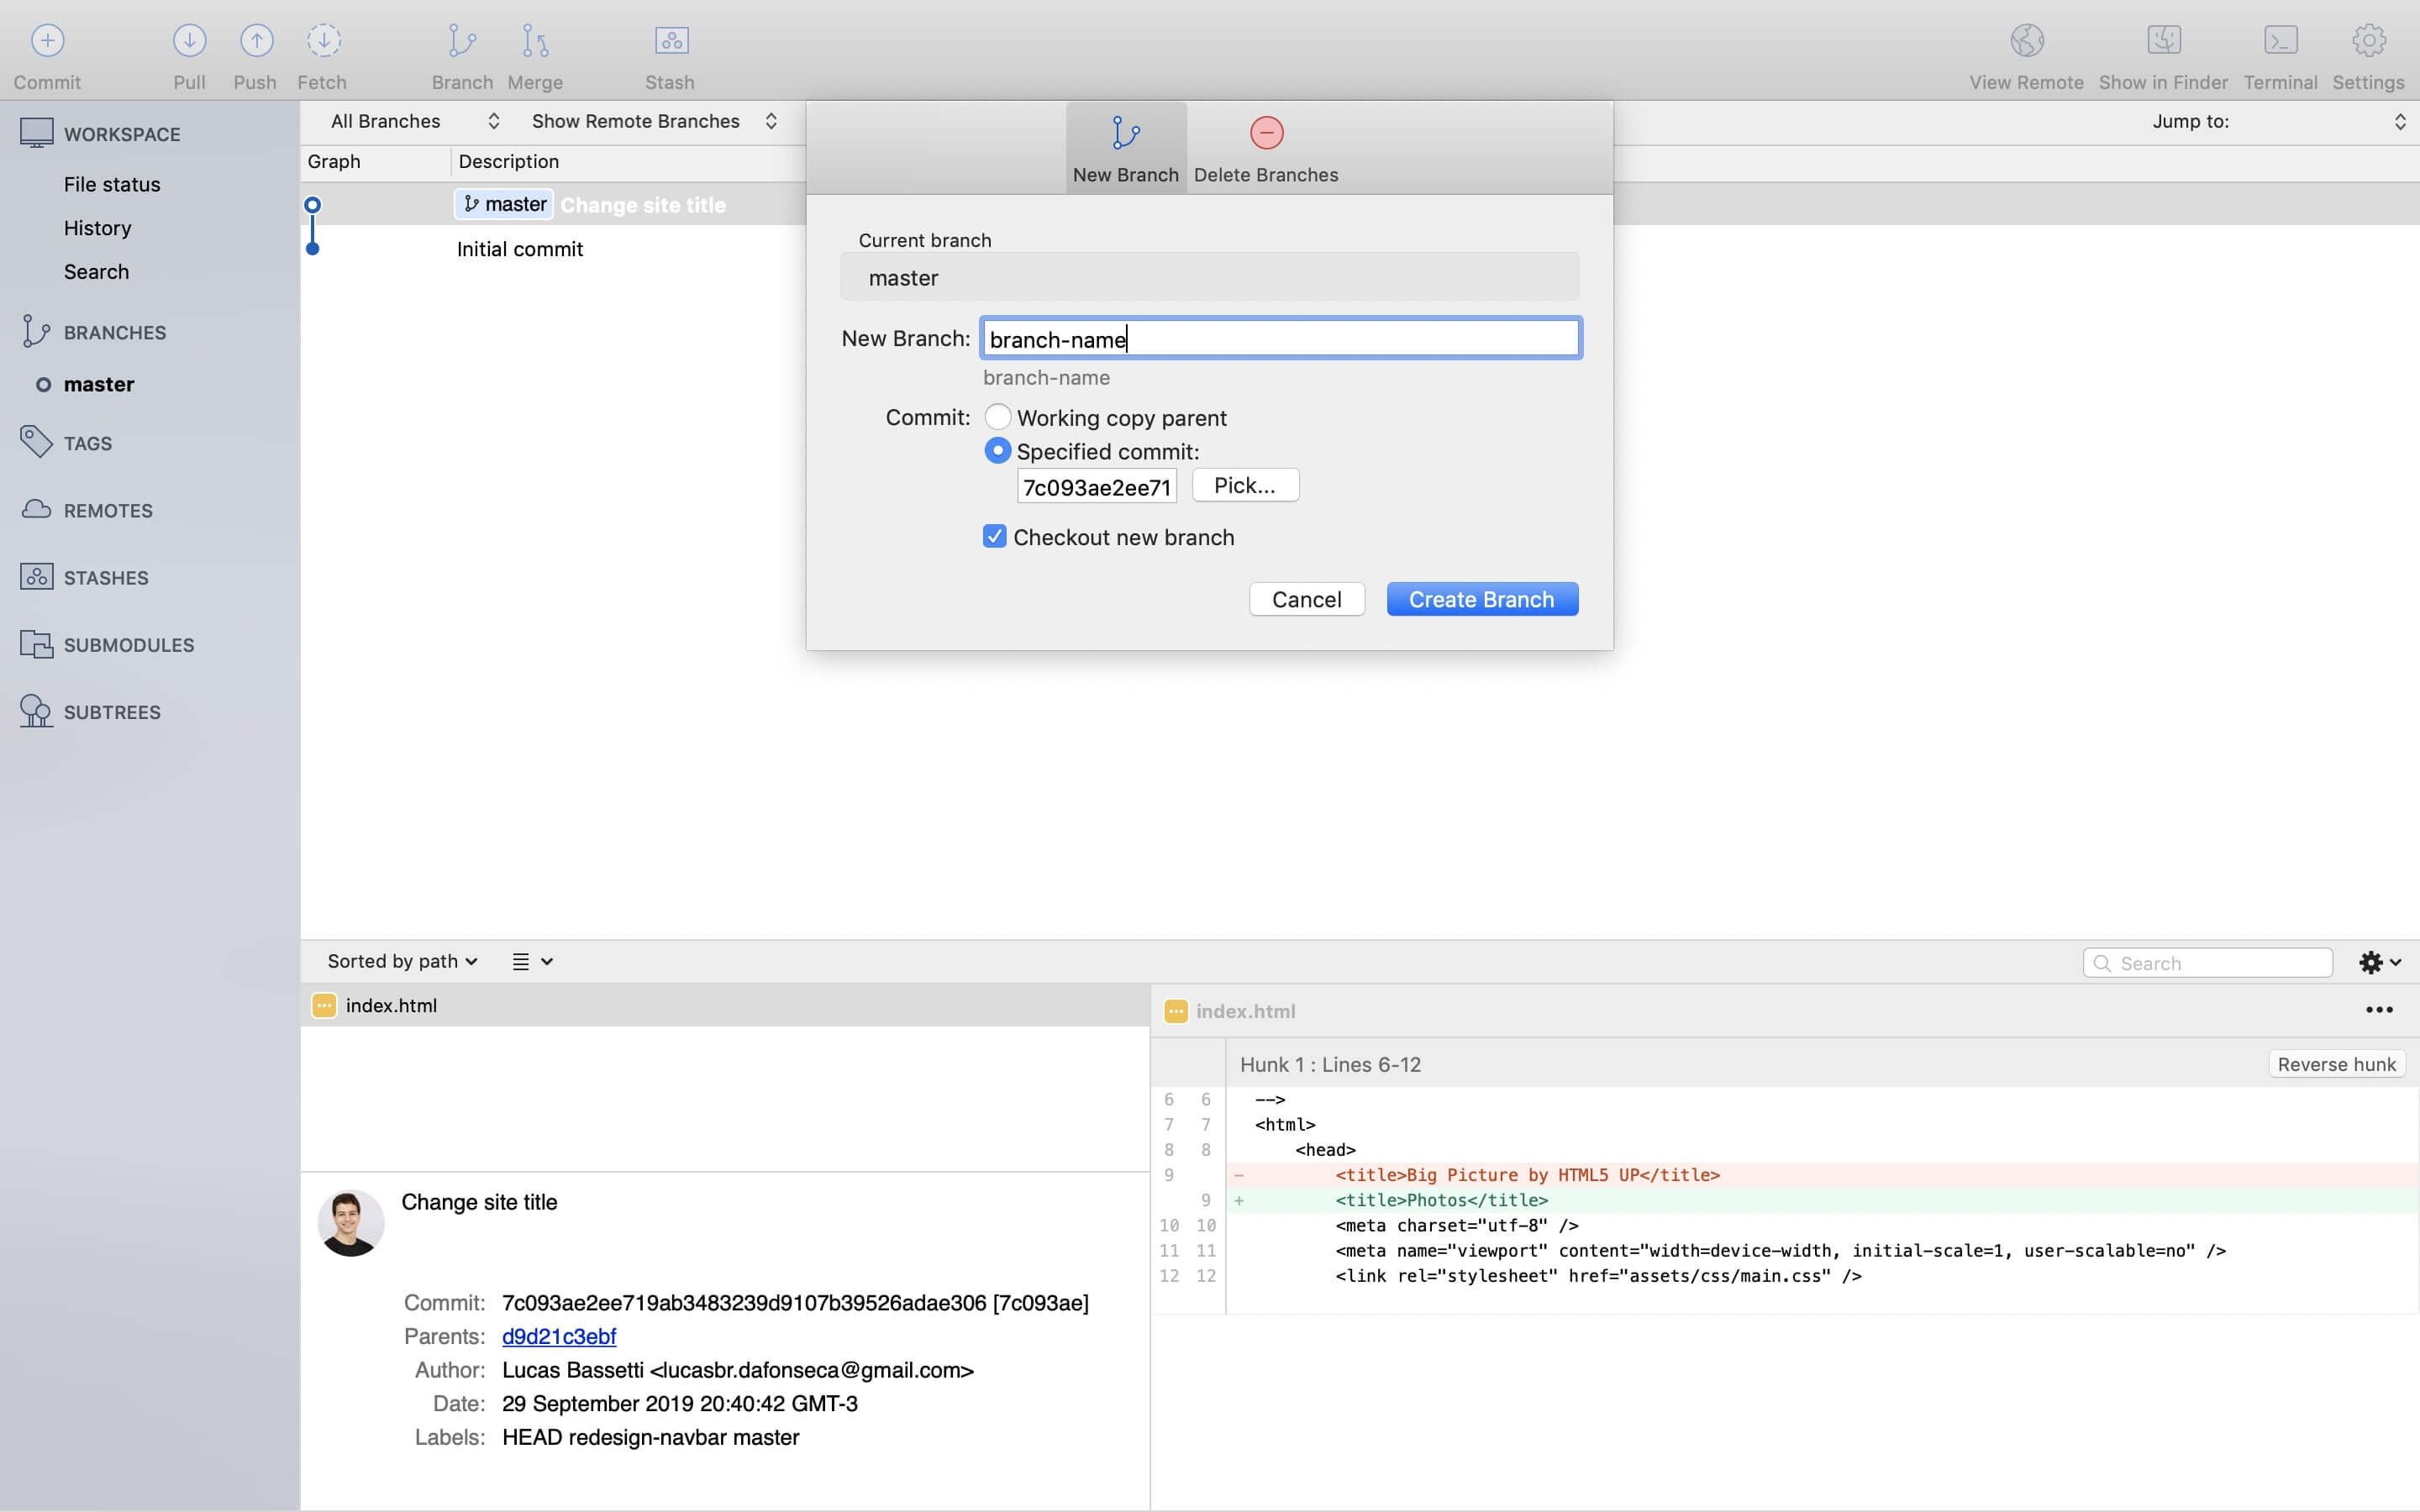 Commit Pull Push Fetch Branch Merge Stash View Remote Show in Finder Terminal Settings
WORKSPACE
File status
History
Search
BRANCHES
master
TAGS
REMOTES
STASHES
SUBMODULES
SUBTREES
All Branches Show Remote Branches Jump to:
Graph Description
master Change site title
Initial commit
New Branch Delete Branches
Current branch
master
New Branch: branch-name
branch-name
Commit: Working copy parent
Specified commit:
7c093ae2ee71 Pick...
Checkout new branch
Cancel Create Branch
Sorted by path Search
index.html
Change site title
Commit: 7c093ae2ee719ab3483239d9107b39526adae306 [7c093ae]
Parents: d9d21c3ebf
Author: Lucas Bassetti <lucasbr.dafonseca@gmail.com>
Date: 29 September 2019 20:40:42 GMT-3
Labels: HEAD redesign-navbar master
index.html
Hunk 1 : Lines 6-12 Reverse hunk
6 6 -->
7 7 <html>
8 8 <head>
9 - <title>Big Picture by HTML5 UP</title>
9 + <title>Photos</title>
10 10 <meta charset="utf-8" />
11 11 <meta name="viewport" content="width=device-width, initial-scale=1, user-scalable=no" />
12 12 <link rel="stylesheet" href="assets/css/main.css" />